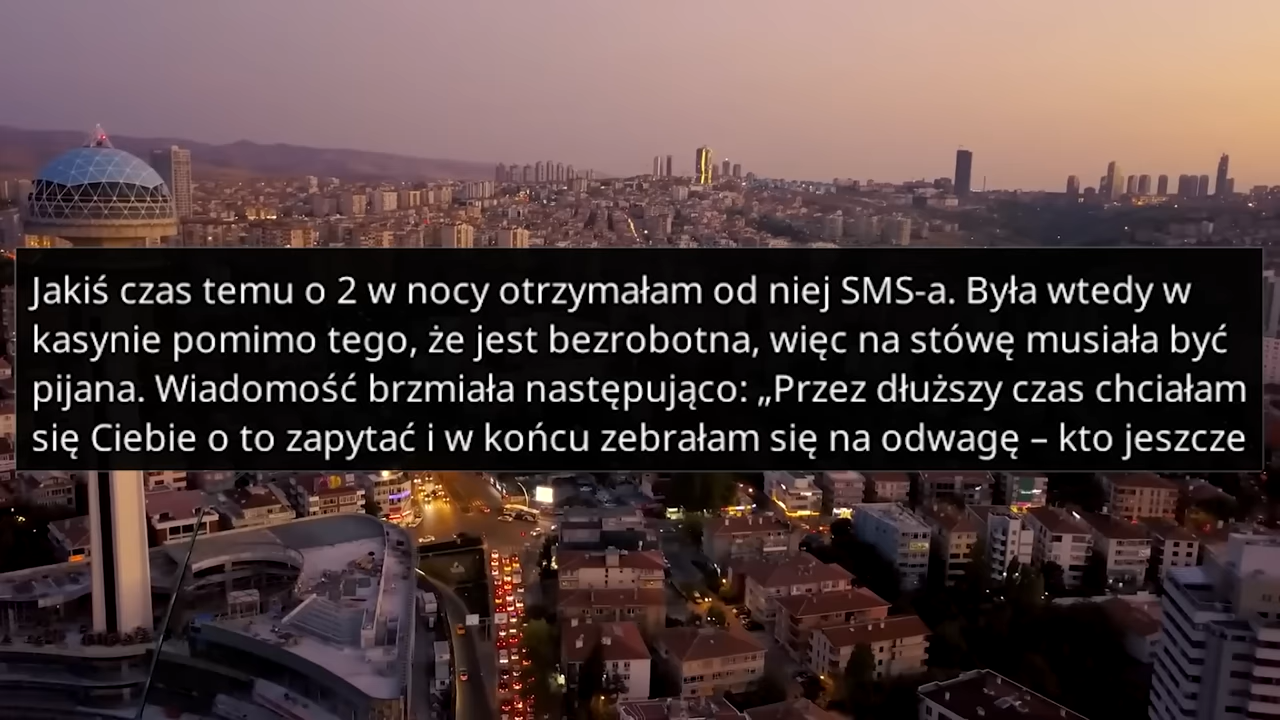 Jakiś czas temu o 2 w nocy otrzymałam od niej SMS-a. Była wtedy w
kasynie pomimo tego, że jest bezrobotna, więc na stówę musiała być
pijana. Wiadomość brzmiała następująco: „Przez dłuższy czas chciałam
się Ciebie o to zapytać i w końcu zebrałam się na odwagę – kto jeszcze